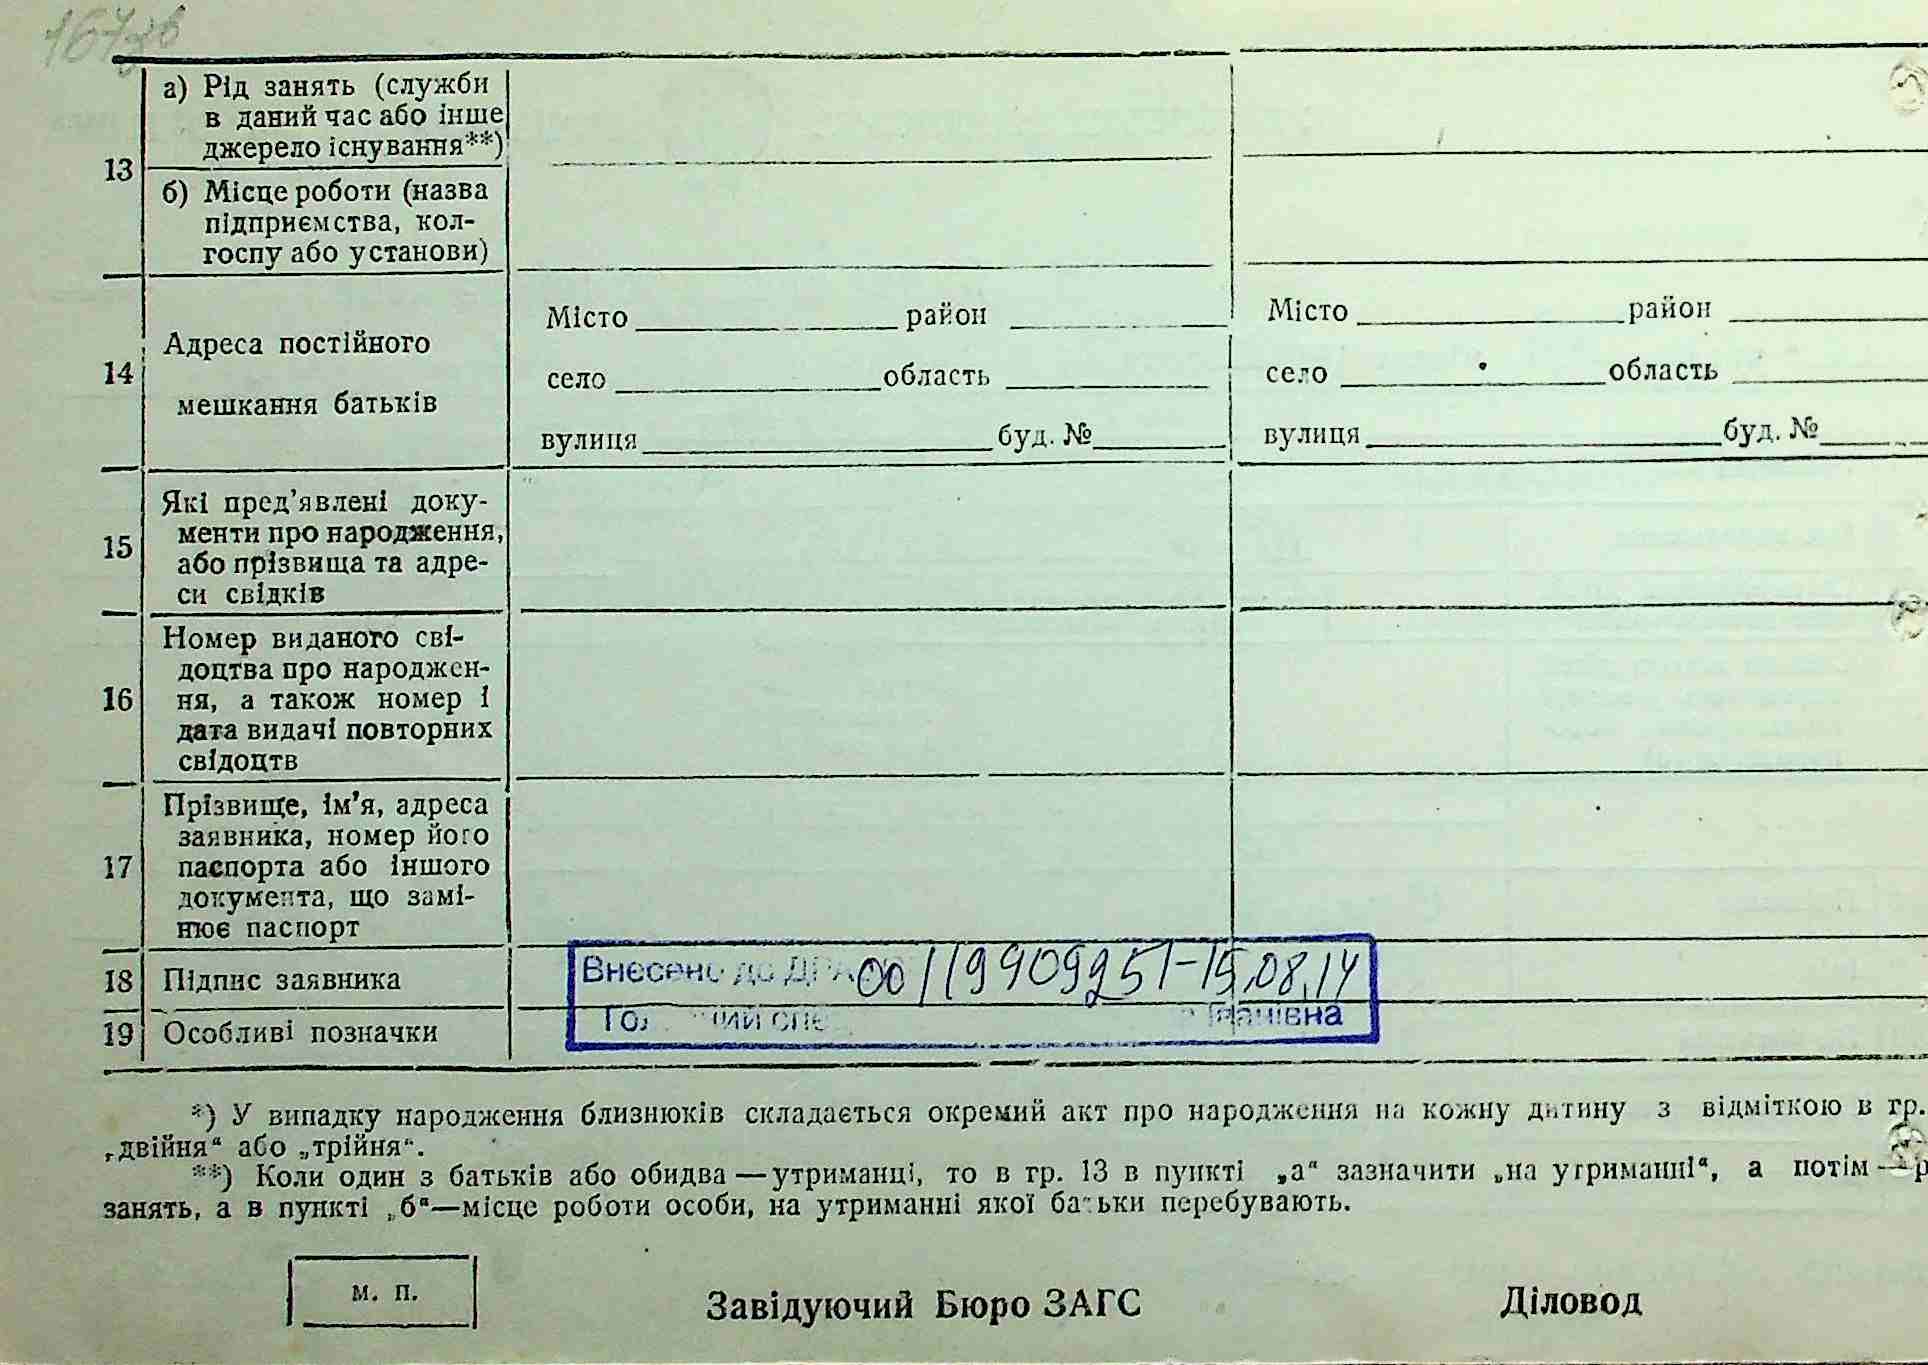 167зв
13
а) Рід занять (служби
в даний час або інше
джерело існування**)
б) Місце роботи (назва
підприємства, кол-
госпу або установи)
14
Адреса постійного
мешкання батьків
Місто район
село область
вулиця буд. №
Місто район
село область
вулиця буд. №
15
Які пред’явлені доку-
менти про народження,
або прізвища та адре-
си свідків
16
Номер виданого сві-
доцтва про народжен-
ня, а також номер і
дата видачі повторних
свідоцтв
17
Прізвище, ім’я, адреса
заявника, номер його
паспорта або іншого
документа, що замі-
нює паспорт
18 Підпис заявника
Внесено до 00119909251-15.08.14
Іванівна
19 Особливі позначки
*) У випадку народження близнюків складається окремий акт про народження на кожну дитину з відміткою в гр.
„двійня“ або „трійня“.
**) Коли один з батьків або обидва — утриманці, то в гр. 13 в пункті „а“ зазначити „на утриманні“, а потім —
занять, а в пункті „б“—місце роботи особи, на утриманні якої батьки перебувають.
м. п.
Завідуючий Бюро ЗАГС
Діловод